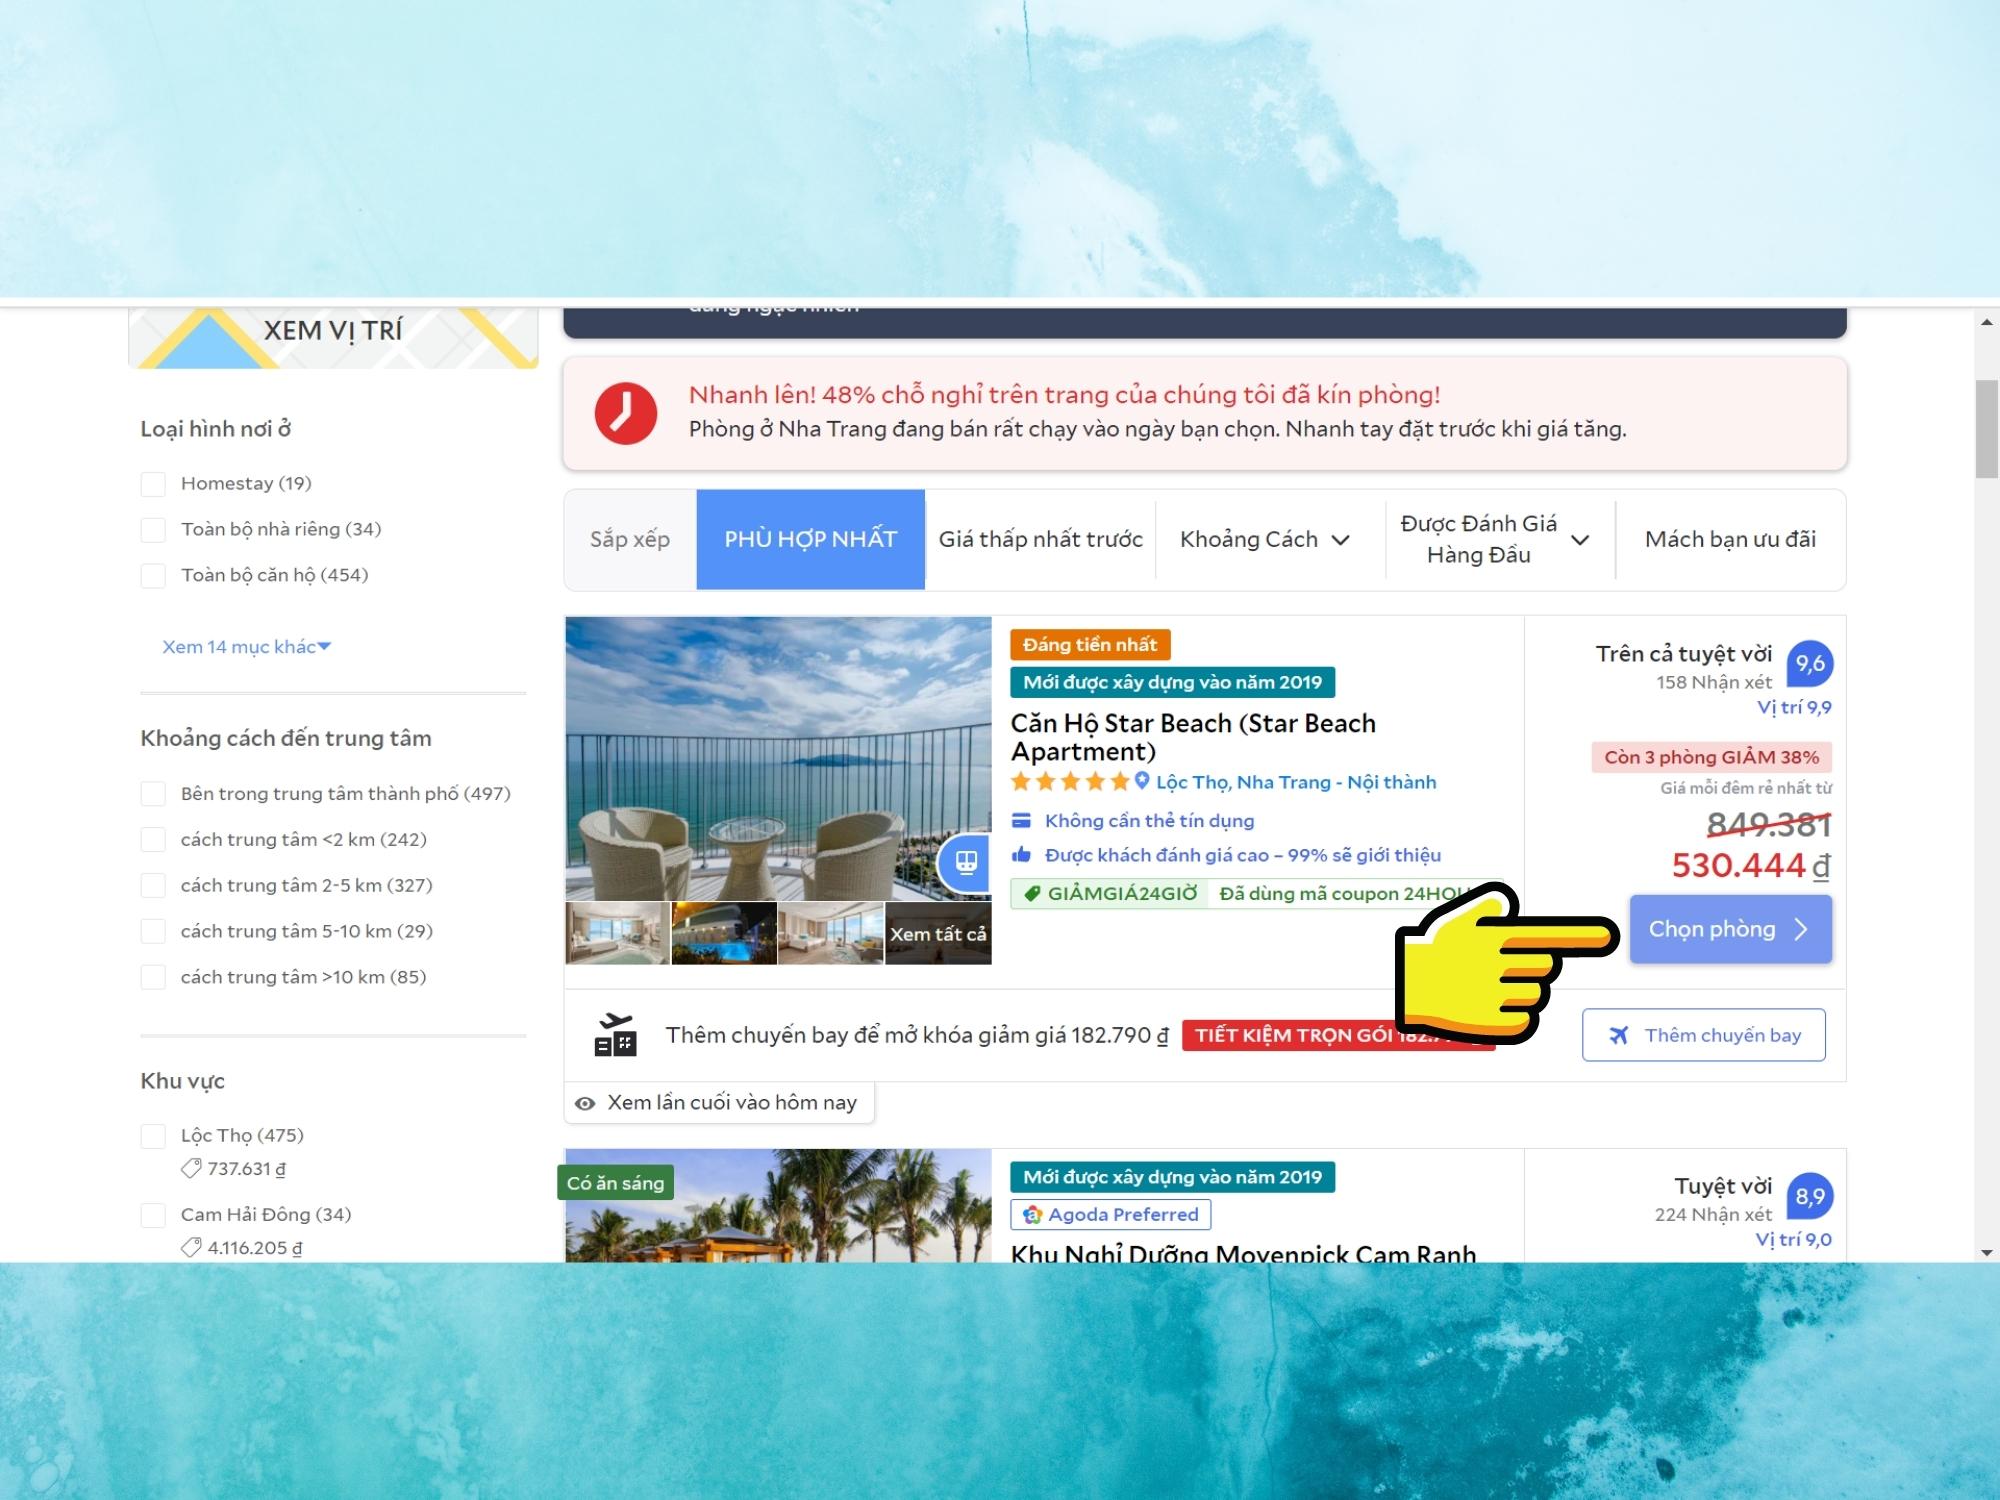 XEM VỊ TRÍ
Nhanh lên! 48% chỗ nghỉ trên trang của chúng tôi đã kín phòng!
Phòng ở Nha Trang đang bán rất chạy vào ngày bạn chọn. Nhanh tay đặt trước khi giá tăng.
Loại hình nơi ở
Homestay (19)
Toàn bộ nhà riêng (34)
Toàn bộ căn hộ (454)
Xem 14 mục khác
Khoảng cách đến trung tâm
Bên trong trung tâm thành phố (497)
cách trung tâm <2 km (242)
cách trung tâm 2-5 km (327)
cách trung tâm 5-10 km (29)
cách trung tâm >10 km (85)
Khu vực
Lộc Thọ (475)
737.631 ₫
Cam Hải Đông (34)
4.116.205 ₫
Sắp xếp
PHÙ HỢP NHẤT
Giá thấp nhất trước
Khoảng Cách
Được Đánh Giá
Hàng Đầu
Mách bạn ưu đãi
Đáng tiền nhất
Mới được xây dựng vào năm 2019
Căn Hộ Star Beach (Star Beach
Apartment)
Lộc Thọ, Nha Trang - Nội thành
Không cần thẻ tín dụng
Được khách đánh giá cao – 99% sẽ giới thiệu
GIẢMGIÁ24GIỜ Đã dùng mã coupon
Xem tất cả
Trên cả tuyệt vời
9,6
158 Nhận xét
Vị trí 9,9
Còn 3 phòng GIẢM 38%
Giá mỗi đêm rẻ nhất từ
849.381
530.444 ₫
Chọn phòng
Thêm chuyến bay để mở khóa giảm giá 182.790 ₫
TIẾT KIỆM TRỌN GÓI
Thêm chuyến bay
Xem lần cuối vào hôm nay
Có ăn sáng
Mới được xây dựng vào năm 2019
Agoda Preferred
Khu Nghỉ Dưỡng Movenpick Cam Ranh
Tuyệt vời
8,9
224 Nhận xét
Vị trí 9,0